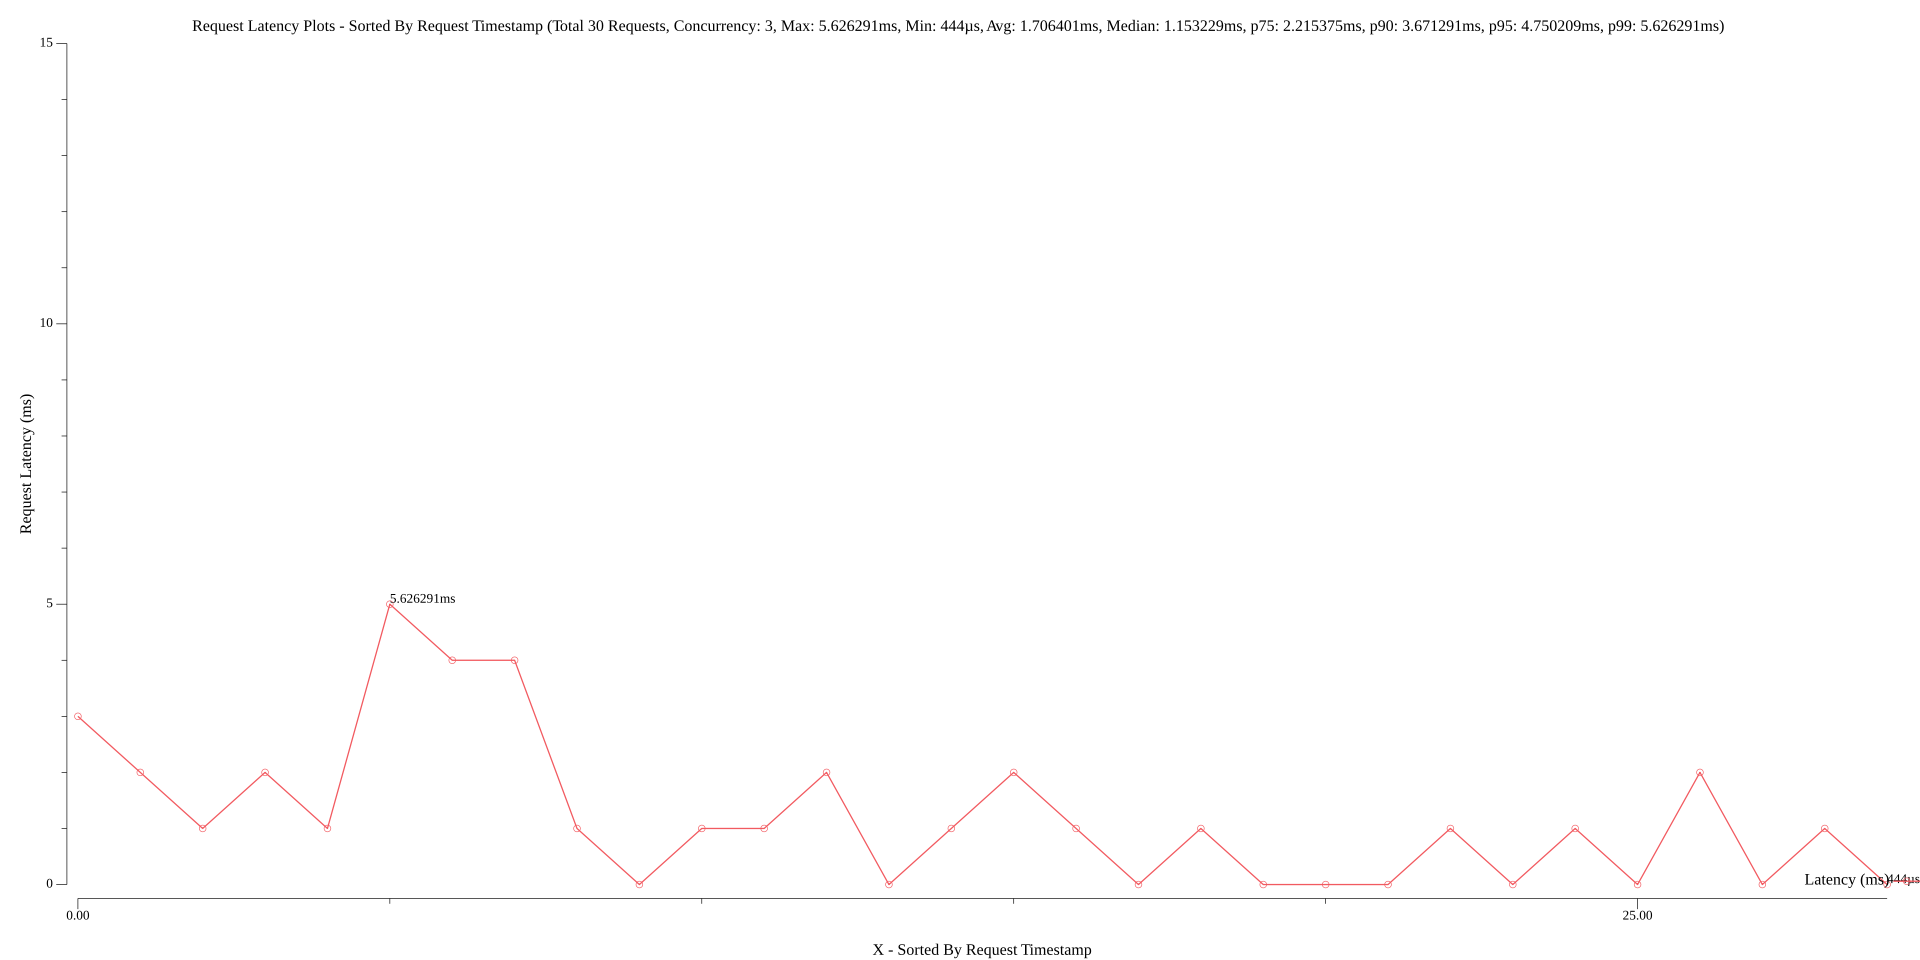 Request Latency Plots - Sorted By Request Timestamp (Total 30 Requests, Concurrency: 3, Max: 5.626291ms, Min: 444µs, Avg: 1.706401ms, Median: 1.153229ms, p75: 2.215375ms, p90: 3.671291ms, p95: 4.750209ms, p99: 5.626291ms)
15
10
Request Latency (ms)
5
5.626291ms
0
Latency (ms)
444µs
0.00
25.00
X - Sorted By Request Timestamp